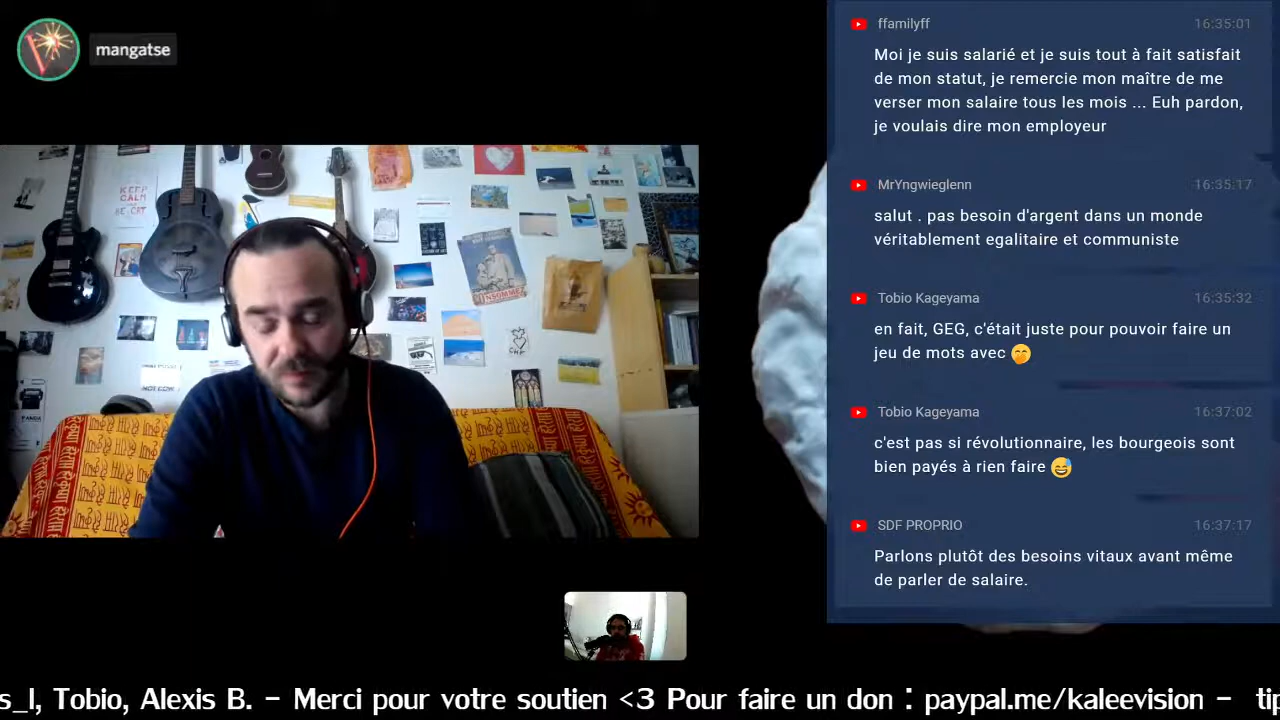 mangatse
ffamilyff 16:35:01
Moi je suis salarié et je suis tout à fait satisfait
de mon statut, je remercie mon maître de me
verser mon salaire tous les mois ... Euh pardon,
je voulais dire mon employeur
MrYngwieglenn 16:35:17
salut . pas besoin d'argent dans un monde
véritablement egalitaire et communiste
Tobio Kageyama 16:35:32
en fait, GEG, c'était juste pour pouvoir faire un
jeu de mots avec 🤭
Tobio Kageyama 16:37:02
c'est pas si révolutionnaire, les bourgeois sont
bien payés à rien faire 😅
SDF PROPRIO 16:37:17
Parlons plutôt des besoins vitaux avant même
de parler de salaire.
KEEP
CALM
AND
BE CAT
CONSOMMEZ
s_l, Tobio, Alexis B. - Merci pour votre soutien <3 Pour faire un don : paypal.me/kaleevision - tip